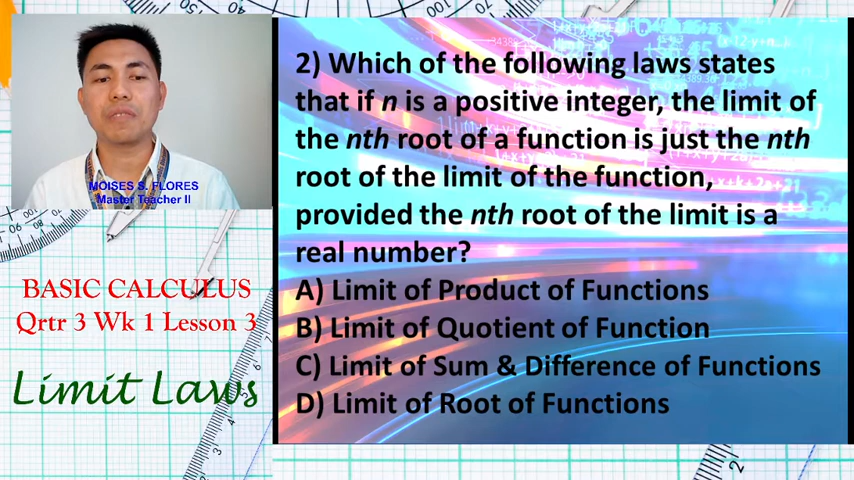 MOISES S. FLORES
Master Teacher II
BASIC CALCULUS
Qrtr 3 Wk 1 Lesson 3
Limit Laws
2) Which of the following laws states
that if n is a positive integer, the limit of
the nth root of a function is just the nth
root of the limit of the function,
provided the nth root of the limit is a
real number?
A) Limit of Product of Functions
B) Limit of Quotient of Function
C) Limit of Sum & Difference of Functions
D) Limit of Root of Functions